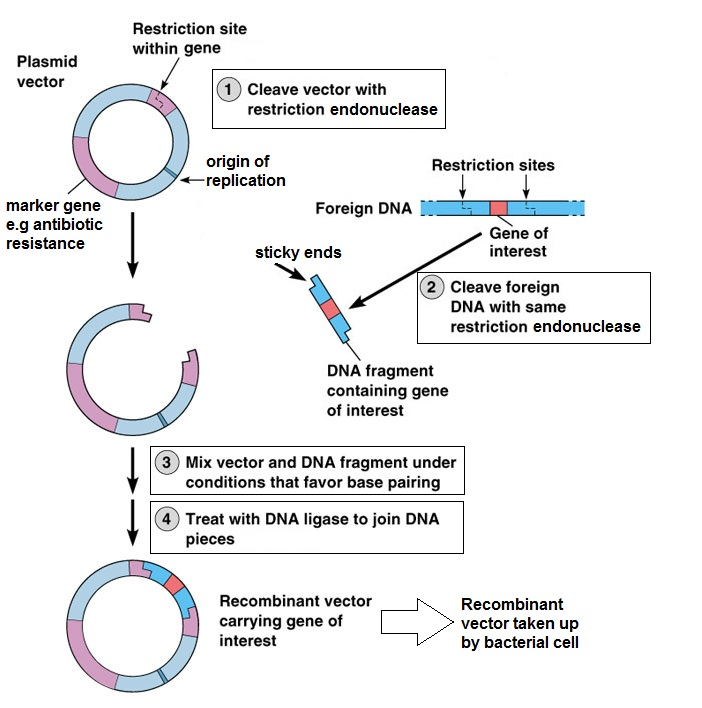 Restriction site
within gene
Plasmid
vector
1 Cleave vector with
restriction endonuclease
origin of
replication
marker gene
e.g antibiotic
resistance
Restriction sites
Foreign DNA
Gene of
interest
sticky ends
2 Cleave foreign
DNA with same
restriction endonuclease
DNA fragment
containing gene
of interest
3 Mix vector and DNA fragment under
conditions that favor base pairing
4 Treat with DNA ligase to join DNA
pieces
Recombinant vector
carrying gene of
interest
Recombinant
vector taken up
by bacterial cell